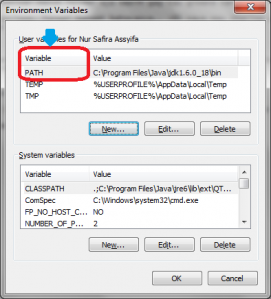 Environment Variables
User variables for Nur Safira Assyifa
Variable Value
PATH C:\Program Files\Java\jdk1.6.0_18\bin
TEMP %USERPROFILE%\AppData\Local\Temp
TMP %USERPROFILE%\AppData\Local\Temp
New... Edit... Delete
System variables
Variable Value
CLASSPATH .;C:\Program Files\Java\jre6\lib\ext\QT...
ComSpec C:\Windows\system32\cmd.exe
FP_NO_HOST_C... NO
NUMBER_OF_P... 2
New... Edit... Delete
OK Cancel